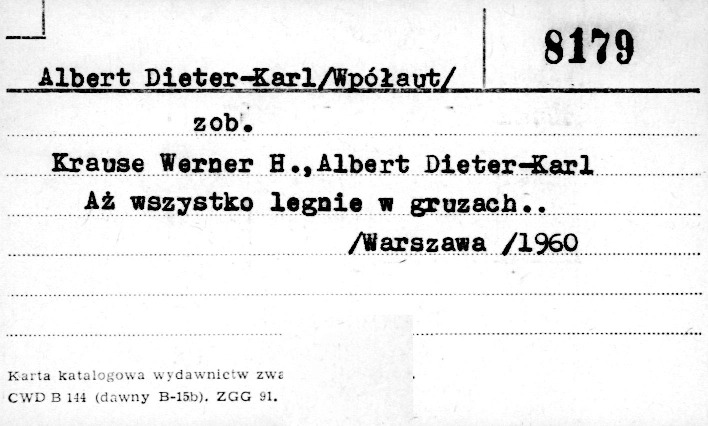 8179
Albert Dieter-Karl/Wpółaut/
zob.
Krause Werner H.,Albert Dieter-Karl
Aż wszystko legnie w gruzach..
/Warszawa /1960
Karta katalogowa wydawnictw zwa
CWD B 144 (dawny B-15b). ZGG 91.